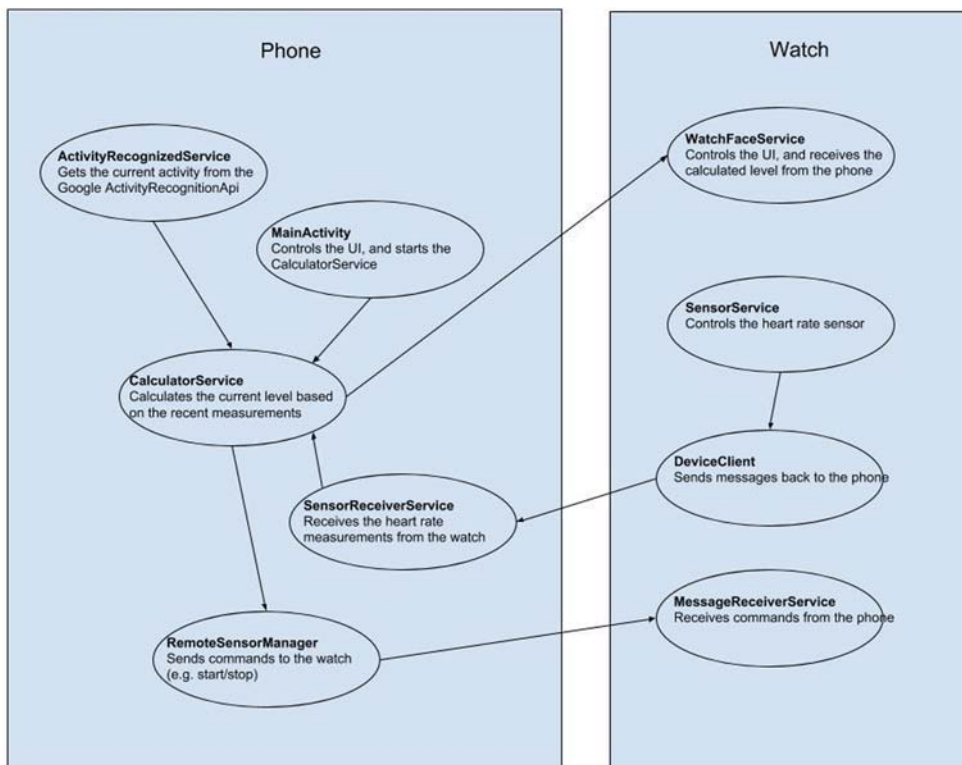 Phone
ActivityRecognizedService
Gets the current activity from the
Google ActivityRecognitionApi
MainActivity
Controls the UI, and starts the
CalculatorService
CalculatorService
Calculates the current level based
on the recent measurements
SensorReceiverService
Receives the heart rate
measurements from the watch
RemoteSensorManager
Sends commands to the watch
(e.g. start/stop)
Watch
WatchFaceService
Controls the UI, and receives the
calculated level from the phone
SensorService
Controls the heart rate sensor
DeviceClient
Sends messages back to the phone
MessageReceiverService
Receives commands from the phone